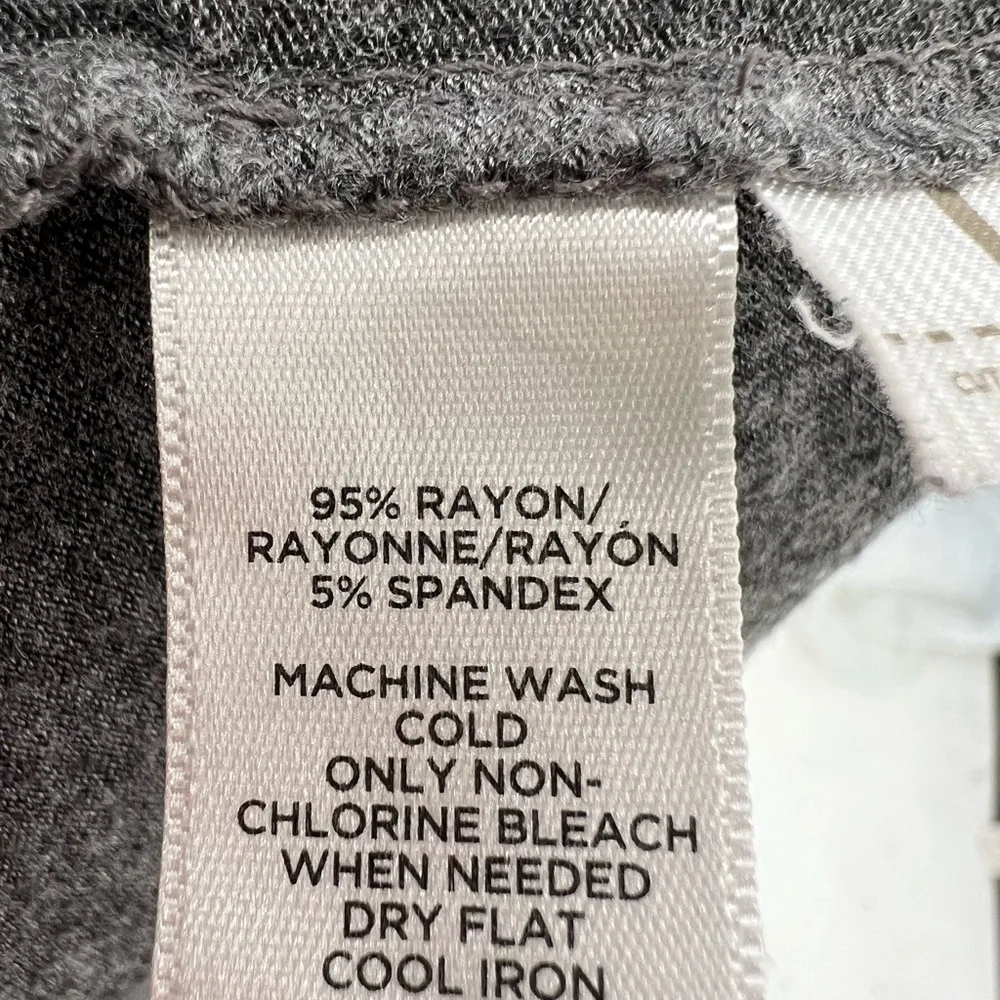 95% RAYON/
RAYONNE/RAYÓN
5% SPANDEX
MACHINE WASH
COLD
ONLY NON-
CHLORINE BLEACH
WHEN NEEDED
DRY FLAT
COOL IRON